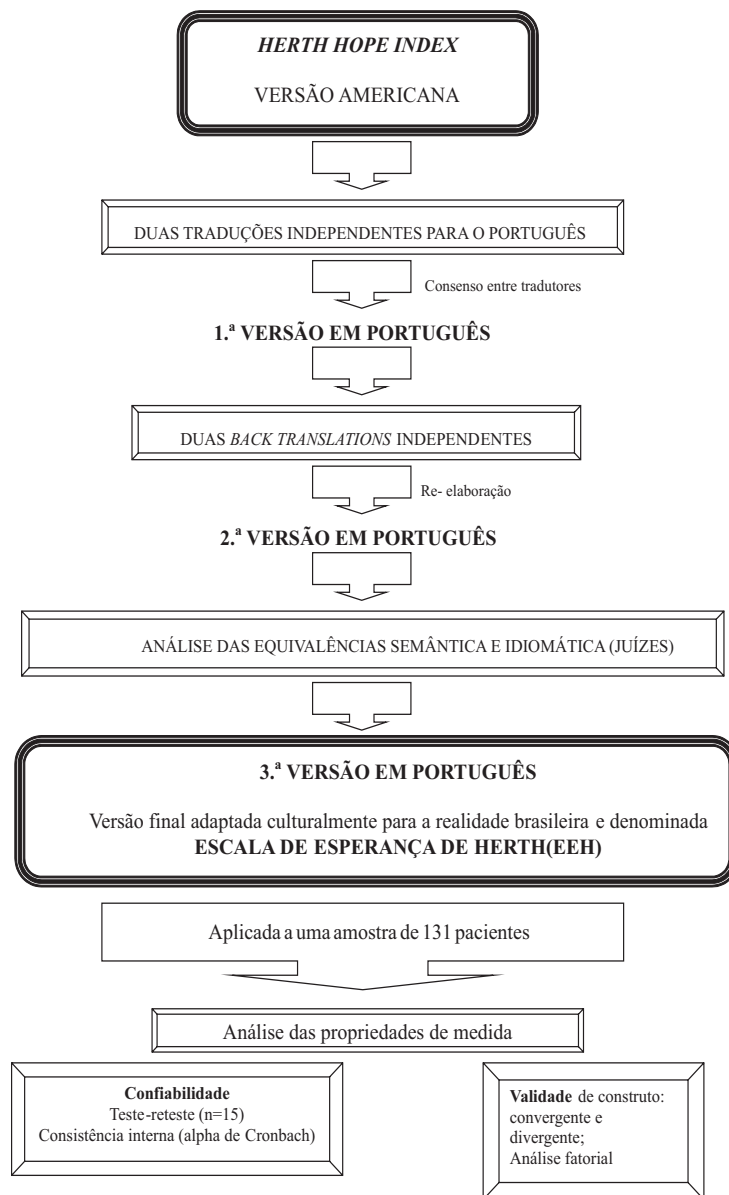 HERTH HOPE INDEX
VERSÃO AMERICANA
DUAS TRADUÇÕES INDEPENDENTES PARA O PORTUGUÊS
Consenso entre tradutores
1.ª VERSÃO EM PORTUGUÊS
DUAS BACK TRANSLATIONS INDEPENDENTES
Re- elaboração
2.ª VERSÃO EM PORTUGUÊS
ANÁLISE DAS EQUIVALÊNCIAS SEMÂNTICA E IDIOMÁTICA (JUÍZES)
3.ª VERSÃO EM PORTUGUÊS
Versão final adaptada culturalmente para a realidade brasileira e denominada
ESCALA DE ESPERANÇA DE HERTH(EEH)
Aplicada a uma amostra de 131 pacientes
Análise das propriedades de medida
Confiabilidade
Teste-reteste (n=15)
Consistência interna (alpha de Cronbach)
Validade de construto:
convergente e
divergente;
Análise fatorial